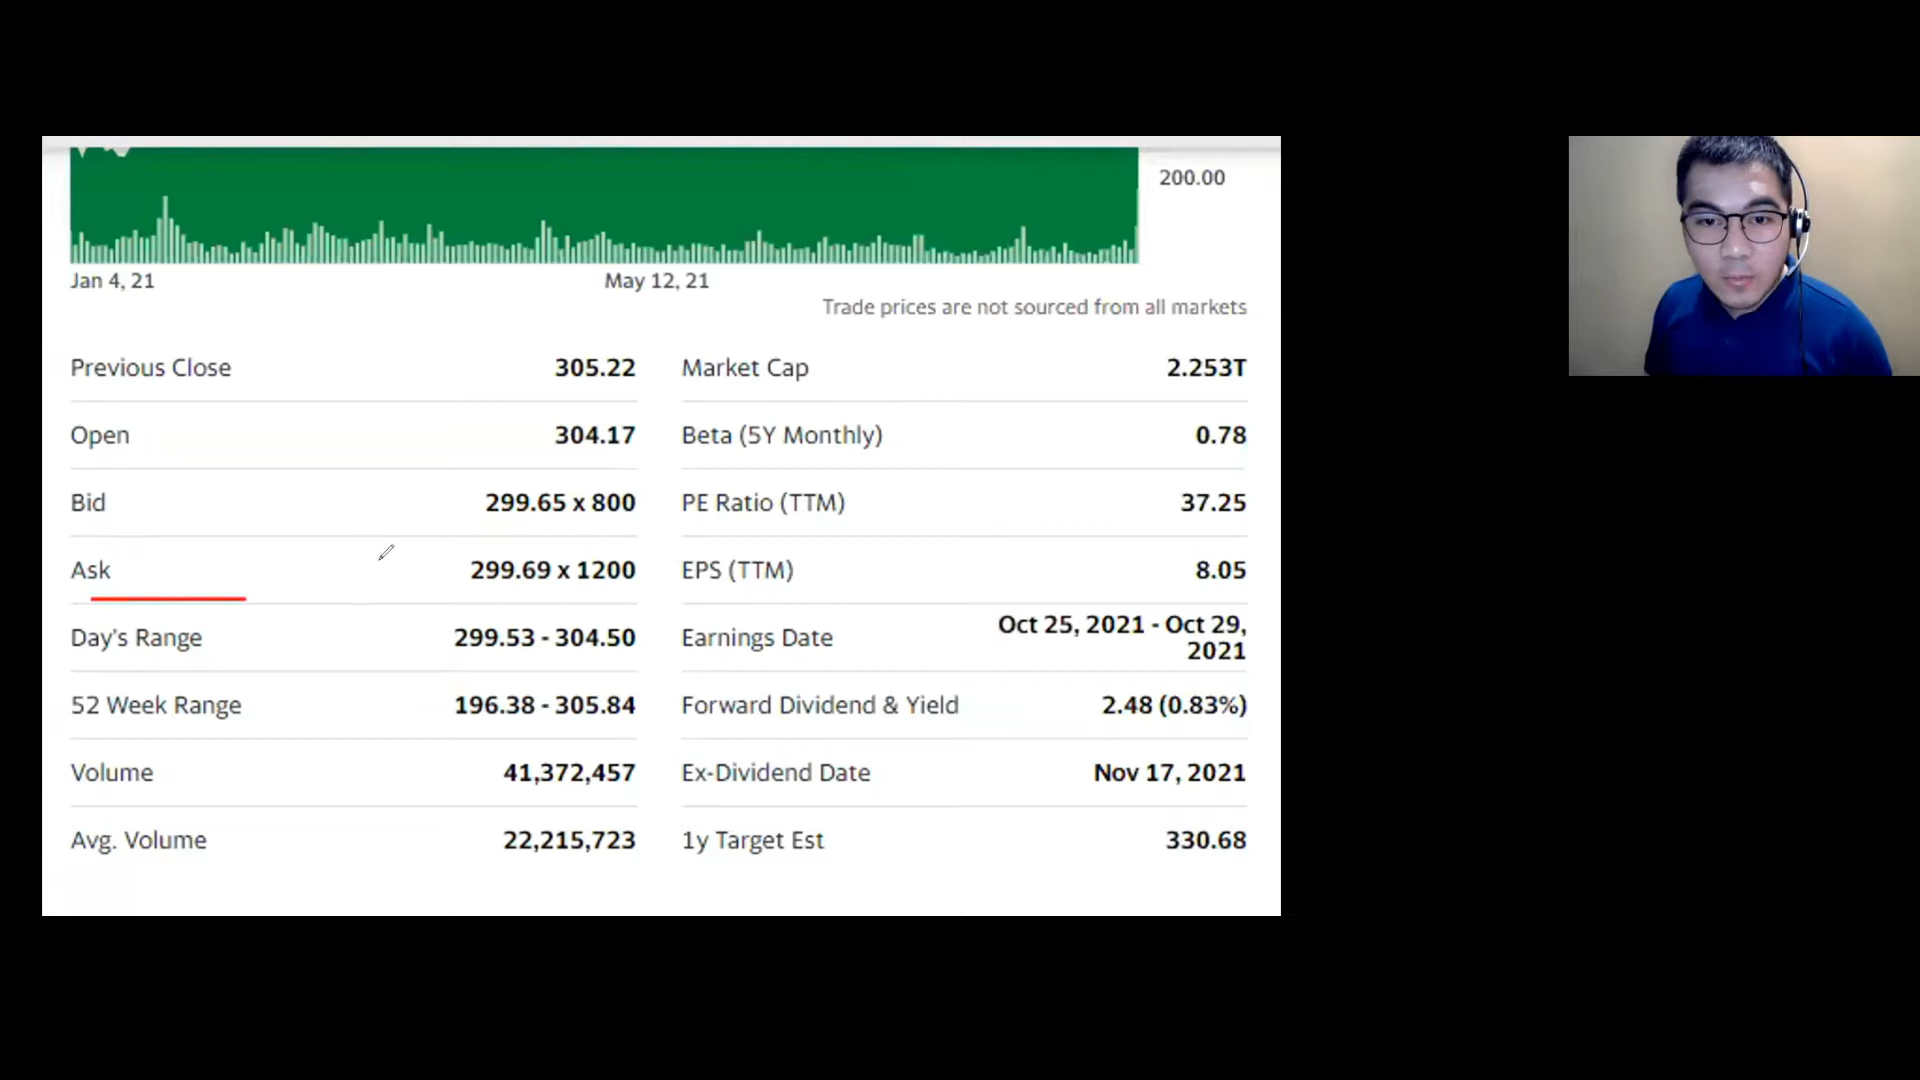 200.00
Jan 4, 21 May 12, 21
Trade prices are not sourced from all markets
Previous Close 305.22
Open 304.17
Bid 299.65 x 800
Ask 299.69 x 1200
Day's Range 299.53 - 304.50
52 Week Range 196.38 - 305.84
Volume 41,372,457
Avg. Volume 22,215,723
Market Cap 2.253T
Beta (5Y Monthly) 0.78
PE Ratio (TTM) 37.25
EPS (TTM) 8.05
Earnings Date Oct 25, 2021 - Oct 29,
2021
Forward Dividend & Yield 2.48 (0.83%)
Ex-Dividend Date Nov 17, 2021
1y Target Est 330.68